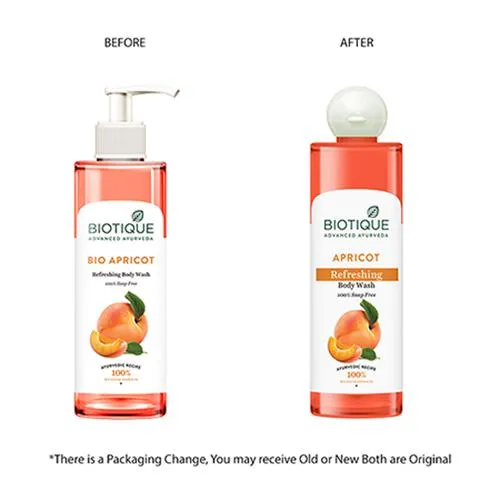 BEFORE
AFTER
BIOTIQUE
ADVANCED AYURVEDA
BIO APRICOT
Refreshing Body Wash
100% Soap Free
AYURVEDIC RECIPE
100%
BIOTIQUE
ADVANCED AYURVEDA
APRICOT
Refreshing
Body Wash
100% Soap Free
AYURVEDIC RECIPE
100%
*There is a Packaging Change, You may receive Old or New Both are Original